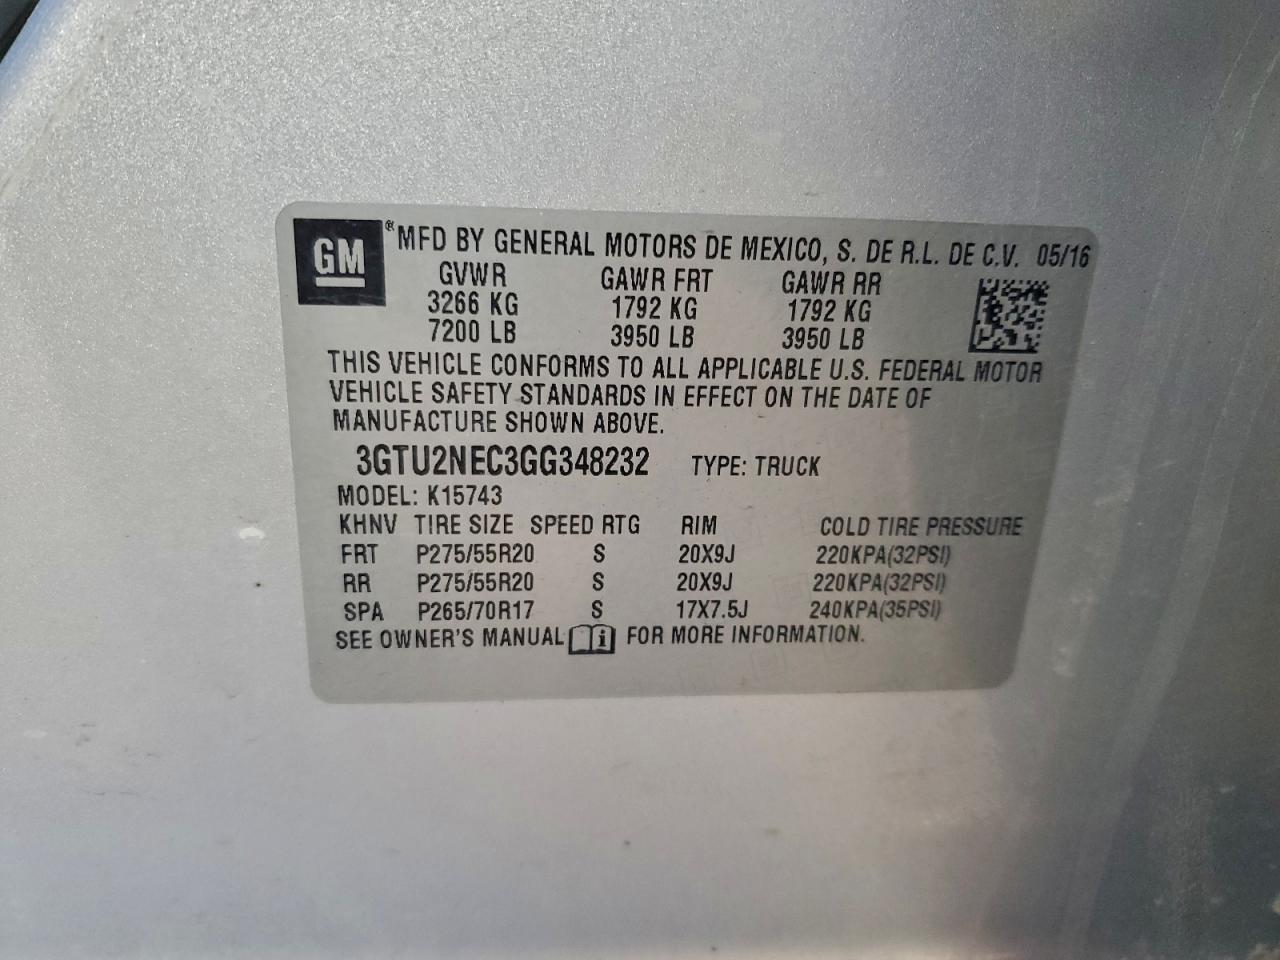 GM ® MFD BY GENERAL MOTORS DE MEXICO, S. DE R.L. DE C.V. 05/16
GVWR GAWR FRT GAWR RR
3266 KG 1792 KG 1792 KG
7200 LB 3950 LB 3950 LB
THIS VEHICLE CONFORMS TO ALL APPLICABLE U.S. FEDERAL MOTOR
VEHICLE SAFETY STANDARDS IN EFFECT ON THE DATE OF
MANUFACTURE SHOWN ABOVE.
3GTU2NEC3GG348232 TYPE: TRUCK
MODEL: K15743
KHNV TIRE SIZE SPEED RTG RIM COLD TIRE PRESSURE
FRT P275/55R20 S 20X9J 220KPA(32PSI)
RR P275/55R20 S 20X9J 220KPA(32PSI)
SPA P265/70R17 S 17X7.5J 240KPA(35PSI)
SEE OWNER'S MANUAL i FOR MORE INFORMATION.